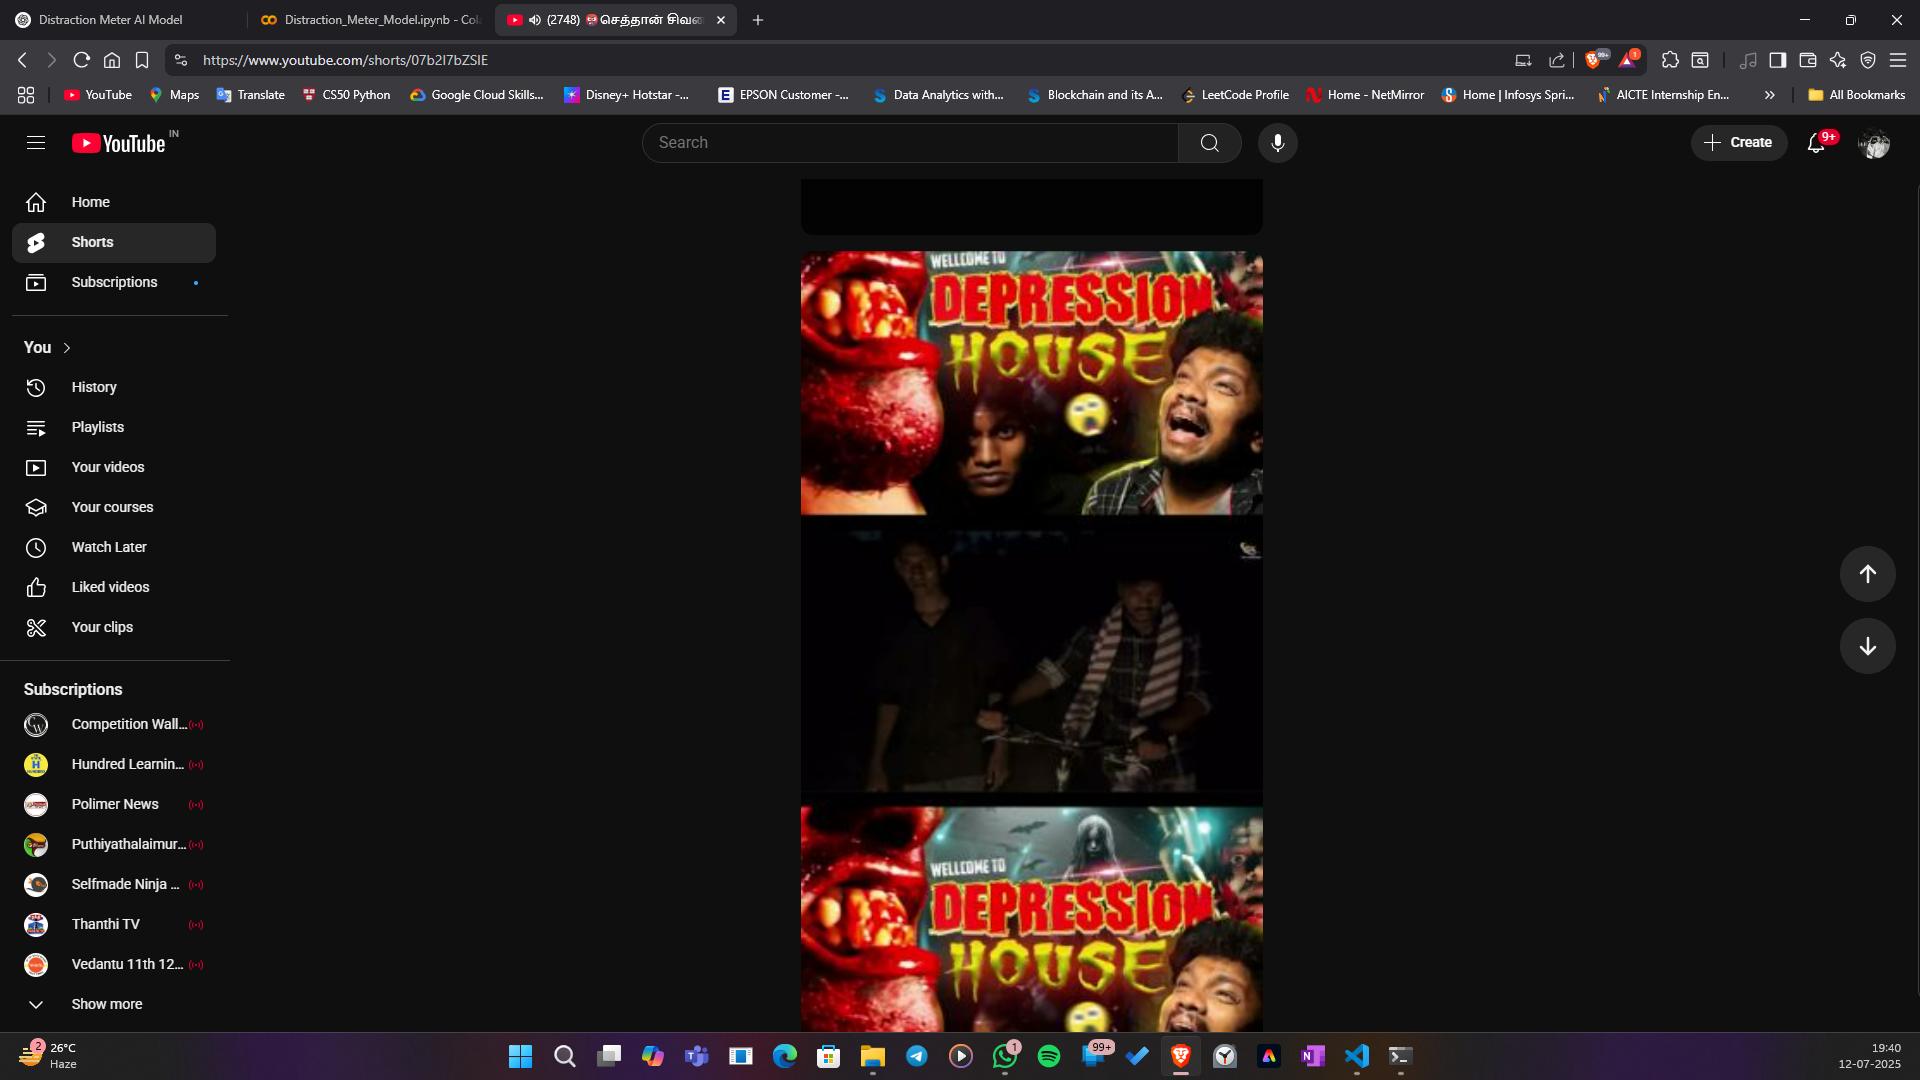 Distraction Meter AI Model
Distraction_Meter_Model.ipynb - Col
(2748) 👹செத்தான் சிவனை
https://www.youtube.com/shorts/07b2I7bZSIE
99+
1
YouTube
Maps
Translate
CS50 Python
Google Cloud Skills...
Disney+ Hotstar -...
EPSON Customer -...
Data Analytics with...
Blockchain and its A...
LeetCode Profile
Home - NetMirror
Home | Infosys Spri...
AICTE Internship En...
All Bookmarks
YouTube IN
Search
Create
9+
Home
Shorts
Subscriptions
You
History
Playlists
Your videos
Your courses
Watch Later
Liked videos
Your clips
Subscriptions
Competition Wall...
Hundred Learnin...
Polimer News
Puthiyathalaimur...
Selfmade Ninja ...
Thanthi TV
Vedantu 11th 12...
Show more
WELLCOME TO
DEPRESSION
HOUSE
WELLCOME TO
DEPRESSION
HOUSE
2
26°C
Haze
1
99+
19:40
12-07-2025